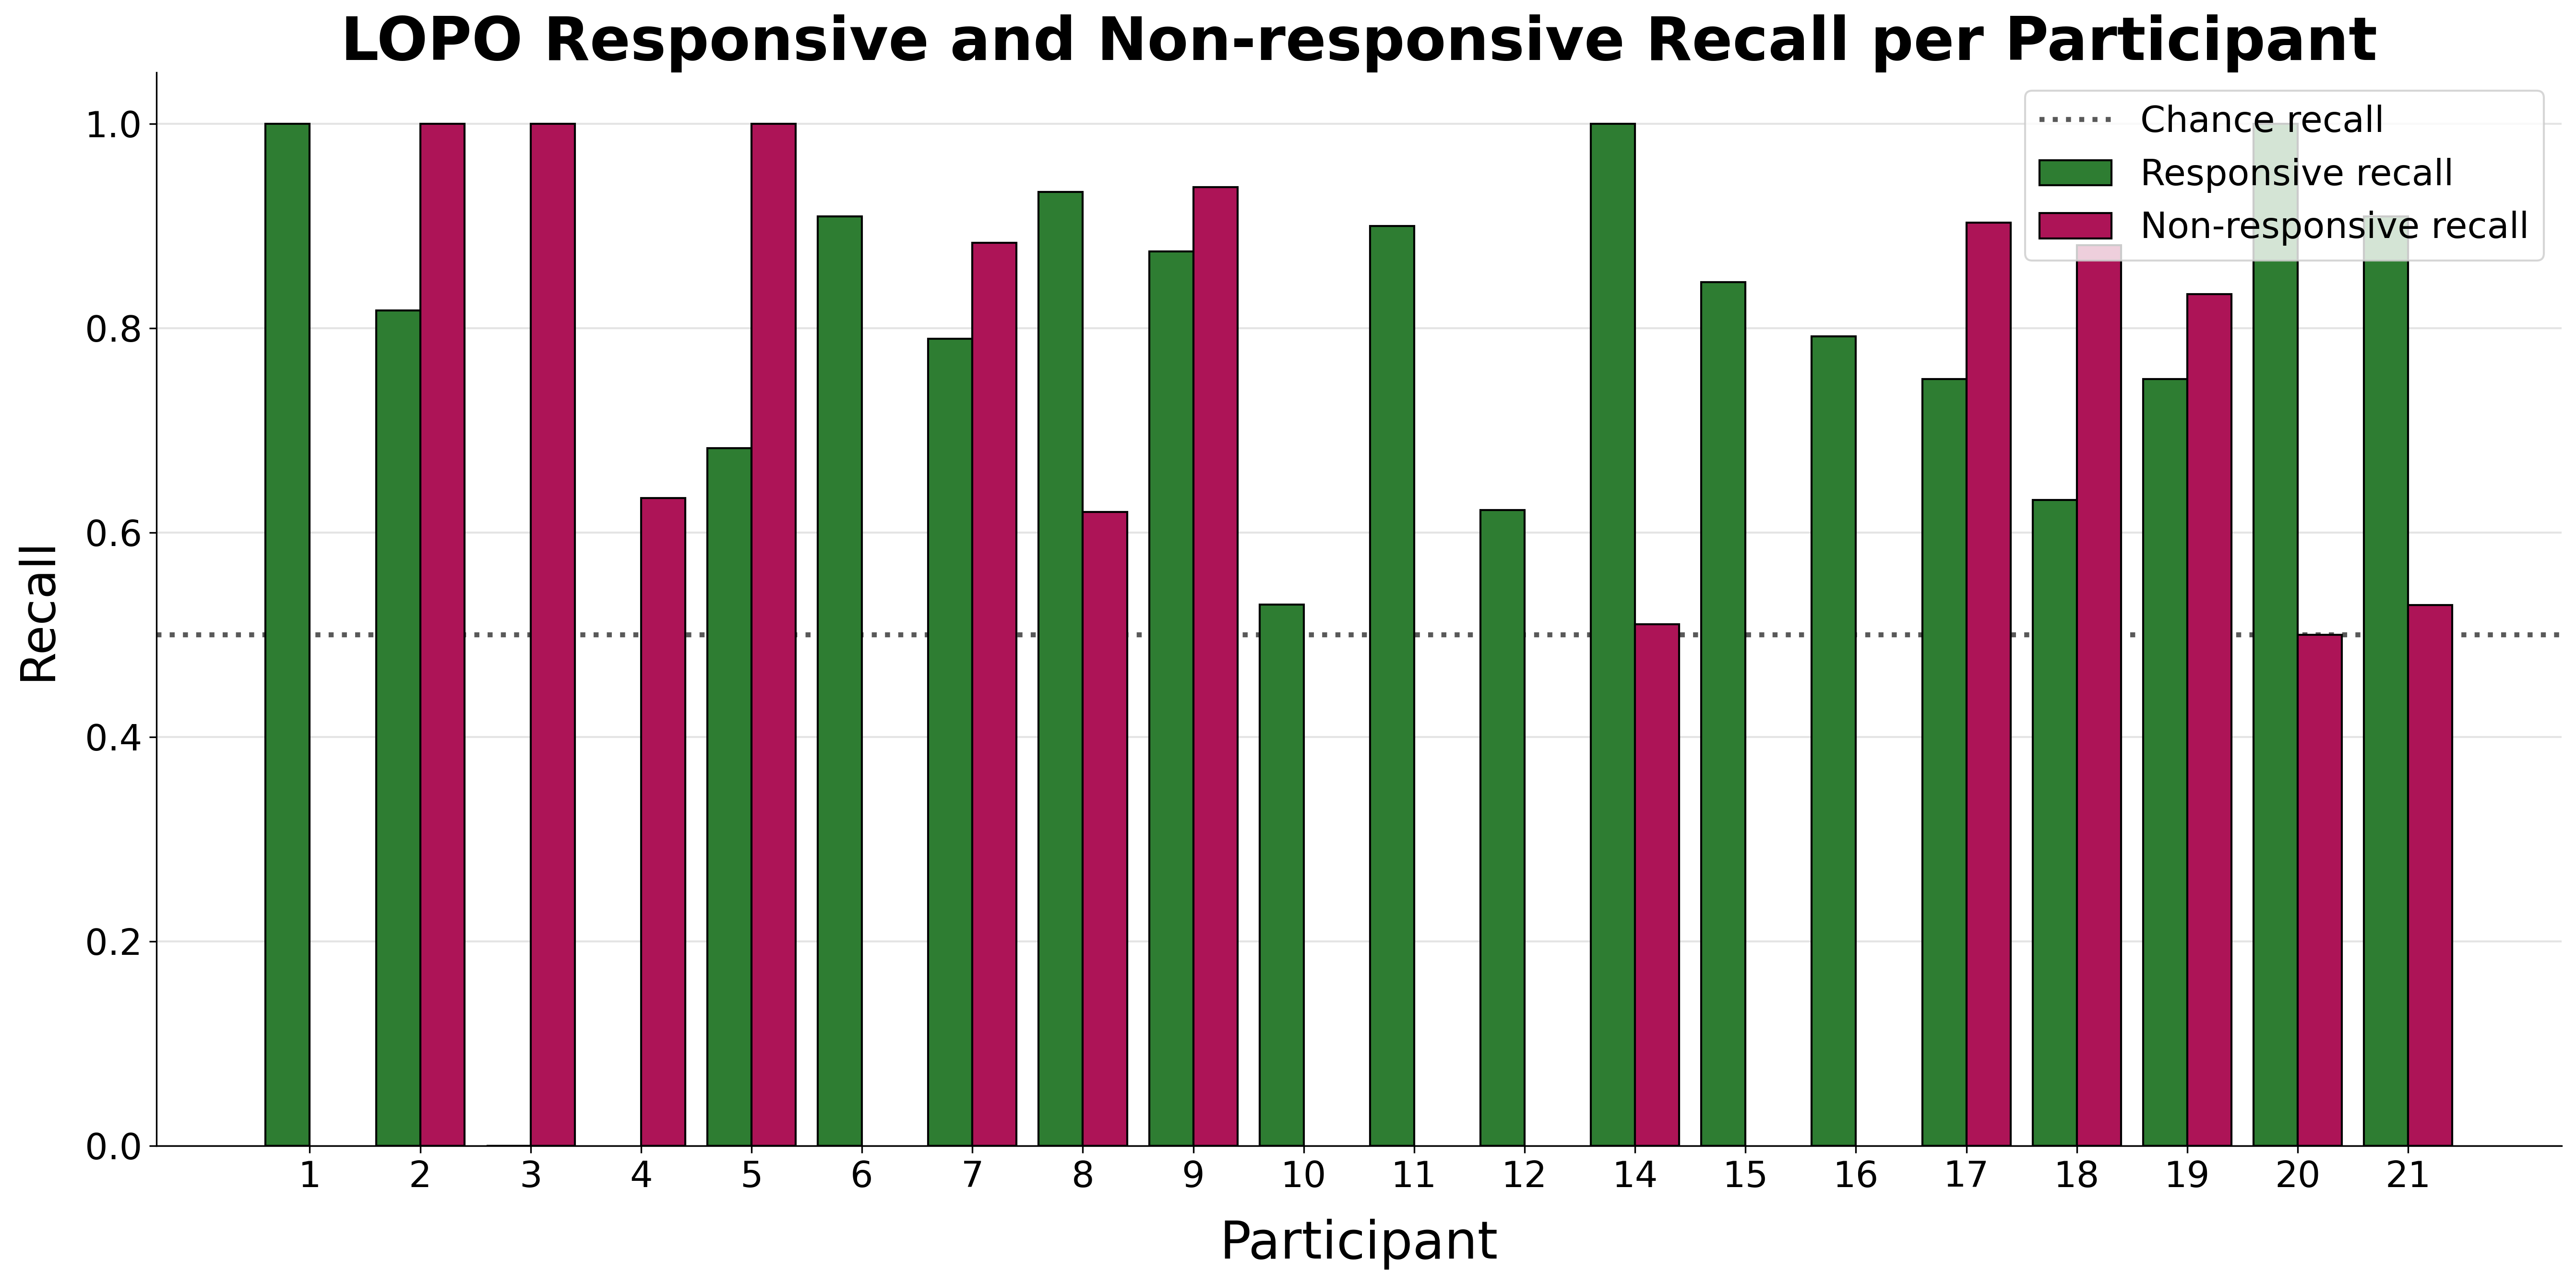 LOPO Responsive and Non-responsive Recall per Participant
Chance recall
Responsive recall
Non-responsive recall
1.0
0.8
0.6
0.4
0.2
0.0
Recall
1 2 3 4 5 6 7 8 9 10 11 12 14 15 16 17 18 19 20 21
Participant